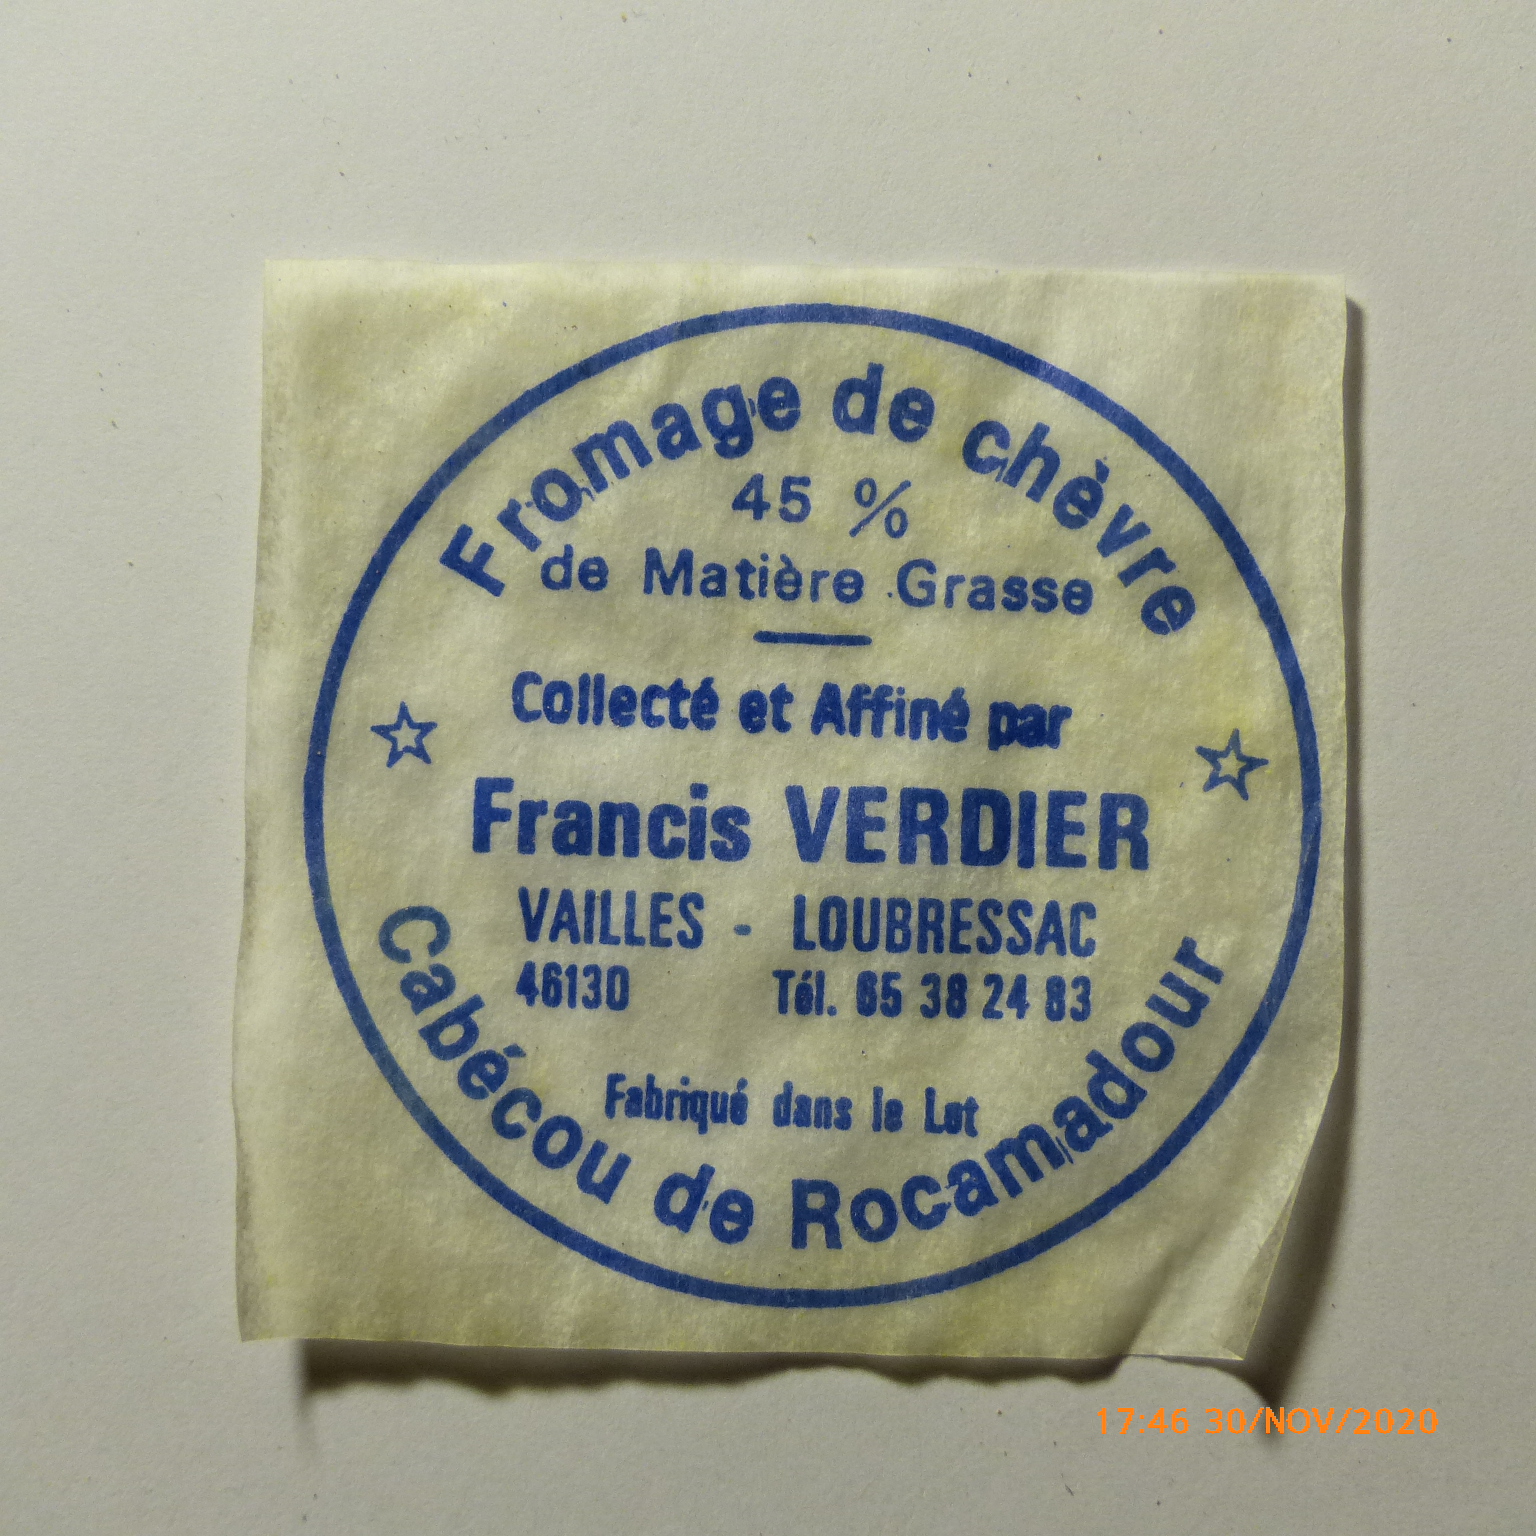 Fromage de chèvre
45 %
de Matière Grasse
Collecté et Affiné par
Francis VERDIER
VAILLES - LOUBRESSAC
46130 Tél. 65 38 24 83
Fabriqué dans le Lot
Cabécou de Rocamadour
17:46 30/NOV/2020